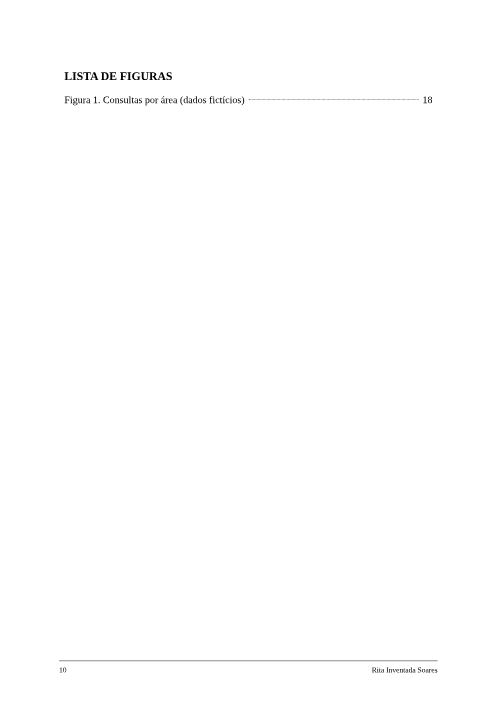 LISTA DE FIGURAS
Figura 1. Consultas por área (dados fictícios) 18
10 Rita Inventada Soares